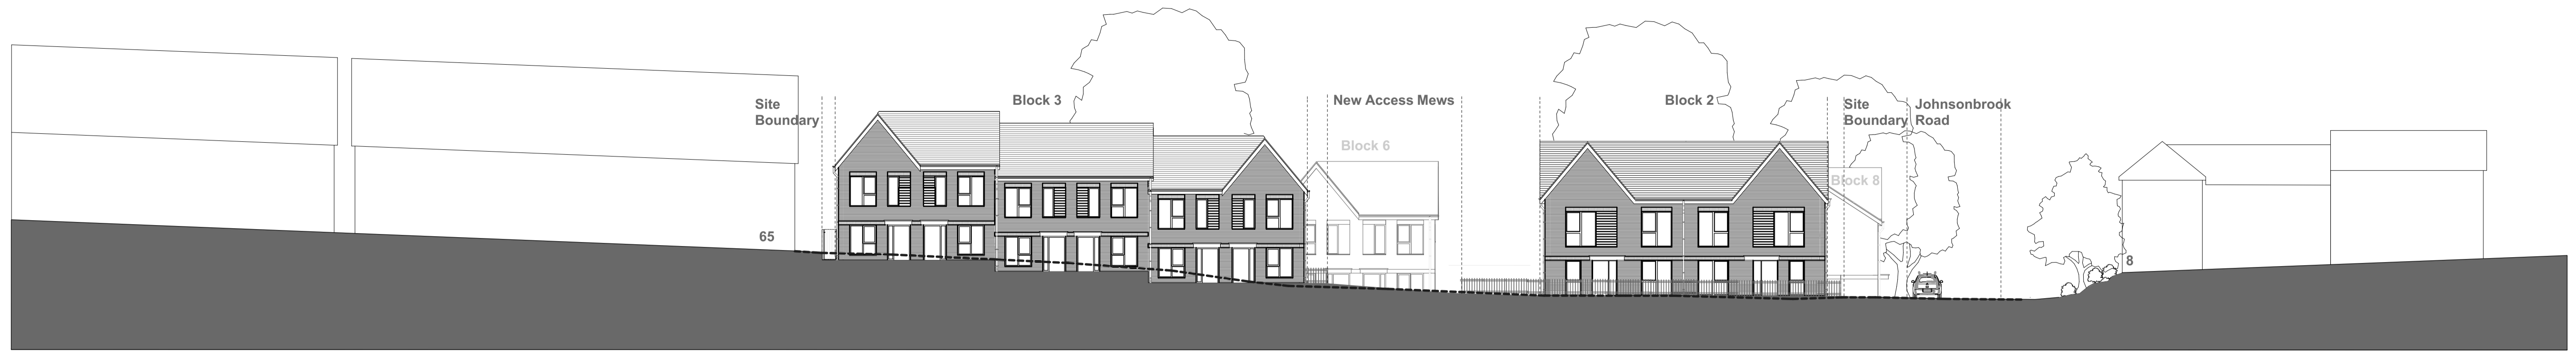 Site
Boundary
Block 3
New Access Mews
Block 2
Site
Boundary
Johnsonbrook
Road
Block 6
Block 8
65
8